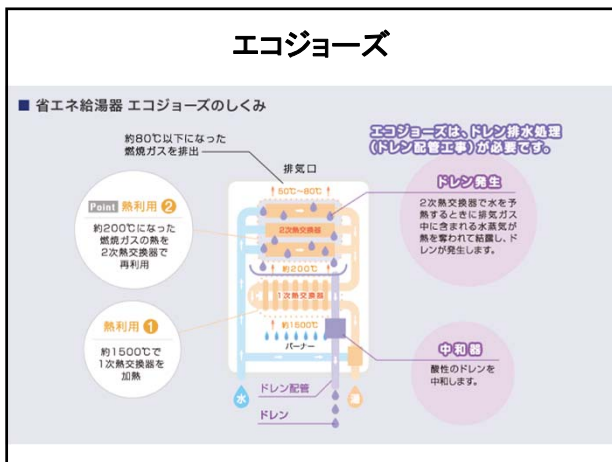 エコジョーズ
■ 省エネ給湯器 エコジョーズのしくみ
約80℃以下になった
燃焼ガスを排出
エコジョーズは、ドレン排水処理
(ドレン配管工事)が必要です。
排気口
↑50℃〜80℃↑
ドレン発生
2次熱交換器で水を予
熱するときに排気ガス
中に含まれる水蒸気が
熱を奪われて結露し、ド
レンが発生します。
Point 熱利用 2
約200℃になった
燃焼ガスの熱を
2次熱交換器で
再利用
2次熱交換器
↑約200℃↑
1次熱交換器
↑約1500℃
バーナー
熱利用 1
約1500℃で
1次熱交換器を
加熱
中和器
酸性のドレンを
中和します。
水
湯
ドレン配管
ドレン